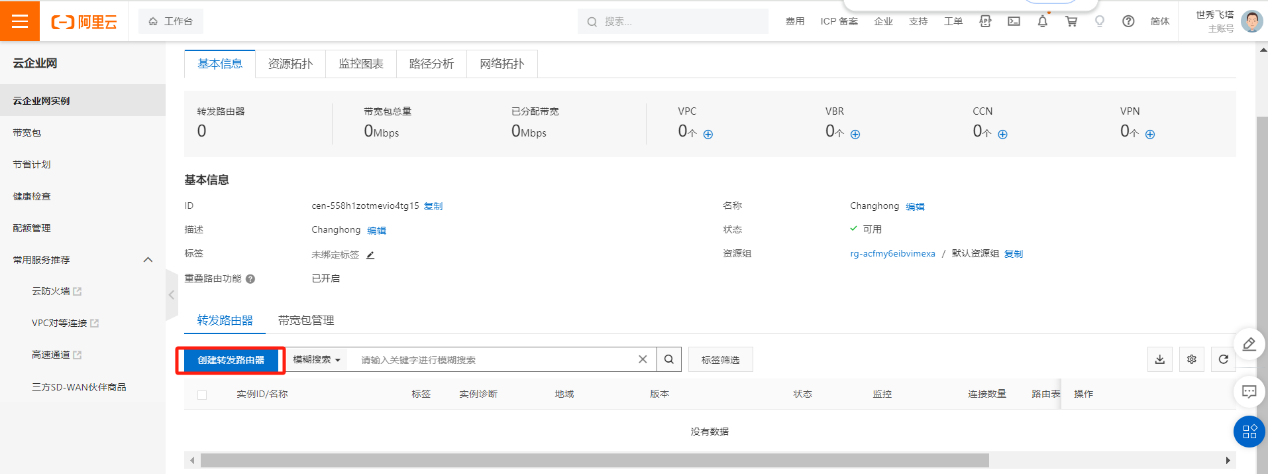 阿里云 工作台 搜索... 费用 ICP 备案 企业 支持 工单 简体 世秀飞塔
主账号
云企业网
云企业网实例
带宽包
节省计划
健康检查
配额管理
常用服务推荐
云防火墙
VPC对等连接
高速通道
三方SD-WAN伙伴商品
基本信息 资源拓扑 监控图表 路径分析 网络拓扑
转发路由器 带宽包总量 已分配带宽 VPC VBR CCN VPN
0 0Mbps 0Mbps 0个 0个 0个 0个
基本信息
ID cen-558h1zotmevio4tg15 复制 名称 Changhong 编辑
描述 Changhong 编辑 状态 可用
标签 未绑定标签 资源组 rg-acfmy6eibvimexa / 默认资源组 复制
重叠路由功能 已开启
转发路由器 带宽包管理
创建转发路由器 模糊搜索 请输入关键字进行模糊搜索 标签筛选
实例ID/名称 标签 实例诊断 地域 版本 状态 监控 连接数量 路由表 操作
没有数据